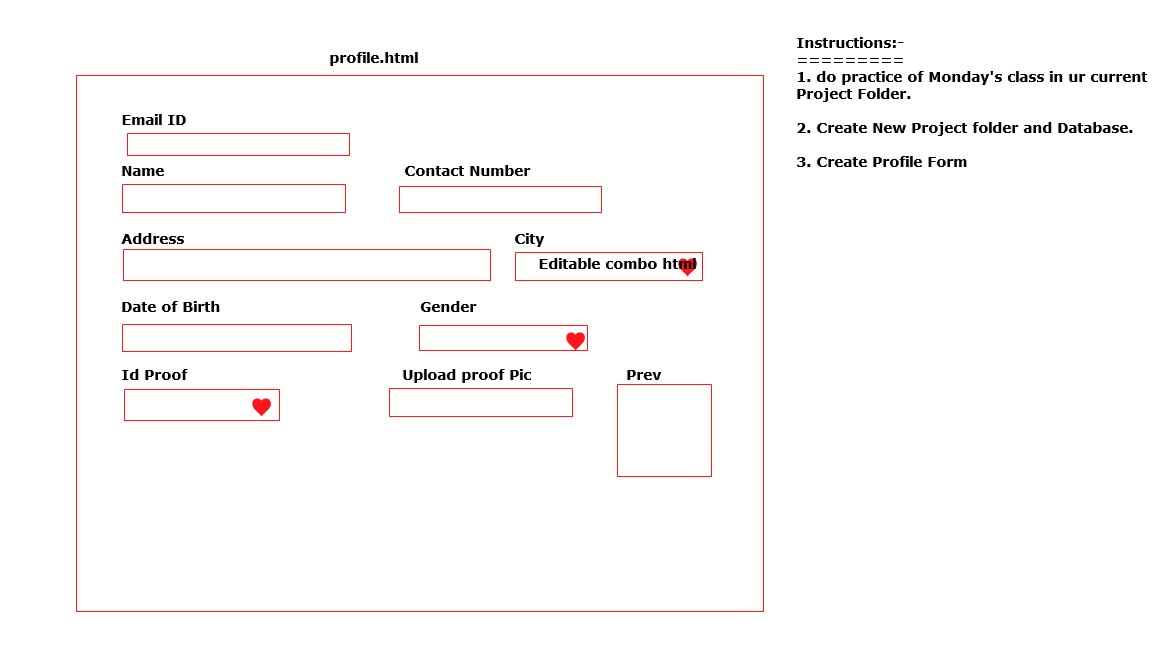 profile.html
Email ID
Name
Contact Number
Address
City
Editable combo html
Date of Birth
Gender
Id Proof
Upload proof Pic
Prev
Instructions:-
=========
1. do practice of Monday's class in ur current
Project Folder.
2. Create New Project folder and Database.
3. Create Profile Form